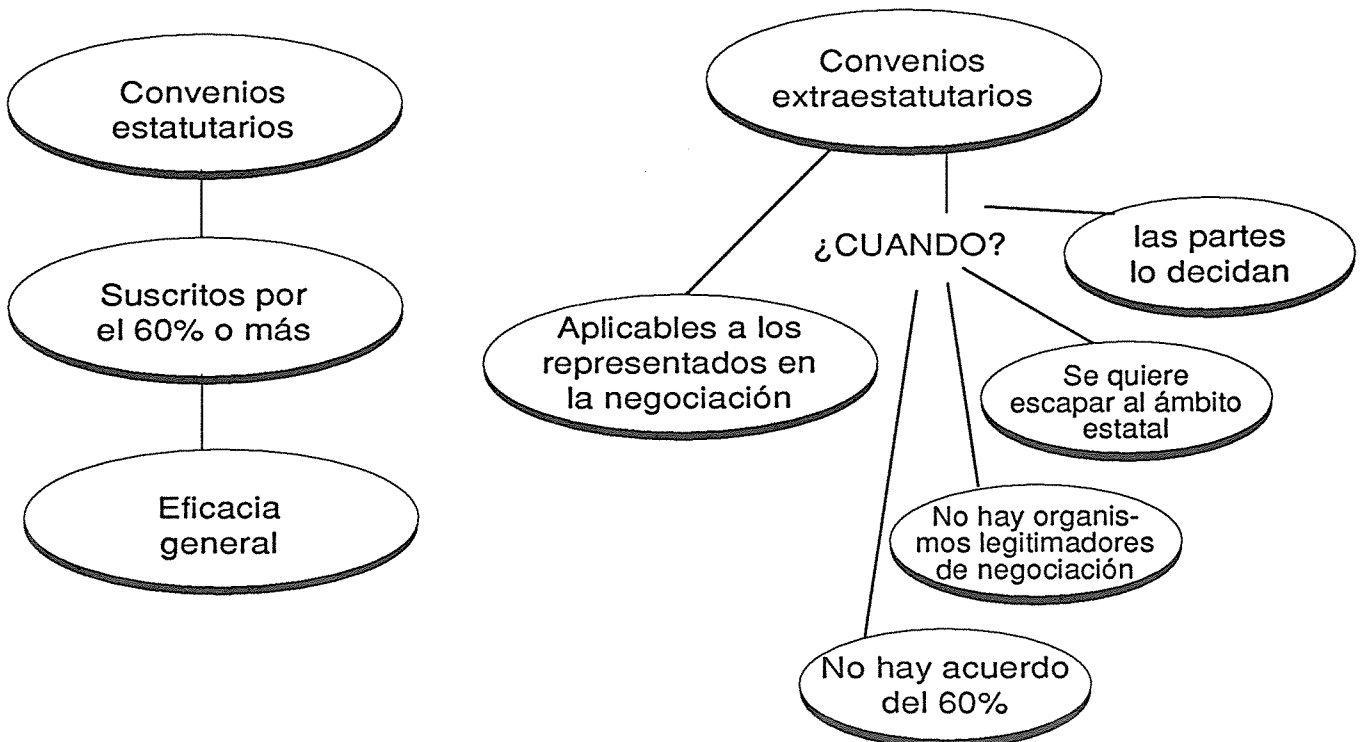 Convenios
estatutarios
Suscritos por
el 60% o más
Eficacia
general
Convenios
extraestatutarios
¿CUANDO?
las partes
lo decidan
Aplicables a los
representados en
la negociación
Se quiere
escapar al ámbito
estatal
No hay organis-
mos legitimadores
de negociación
No hay acuerdo
del 60%